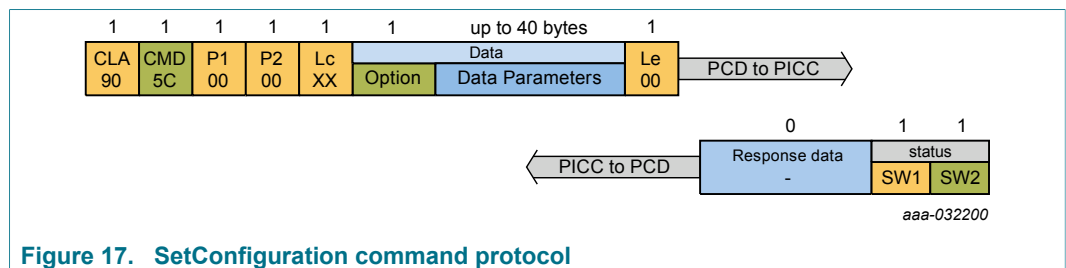 1 1 1 1 1 1 up to 40 bytes 1
CLA CMD P1 P2 Lc Data Le
90 5C 00 00 XX Option Data Parameters 00
PCD to PICC
0 1 1
PICC to PCD
Response data status
- SW1 SW2
aaa-032200
Figure 17. SetConfiguration command protocol